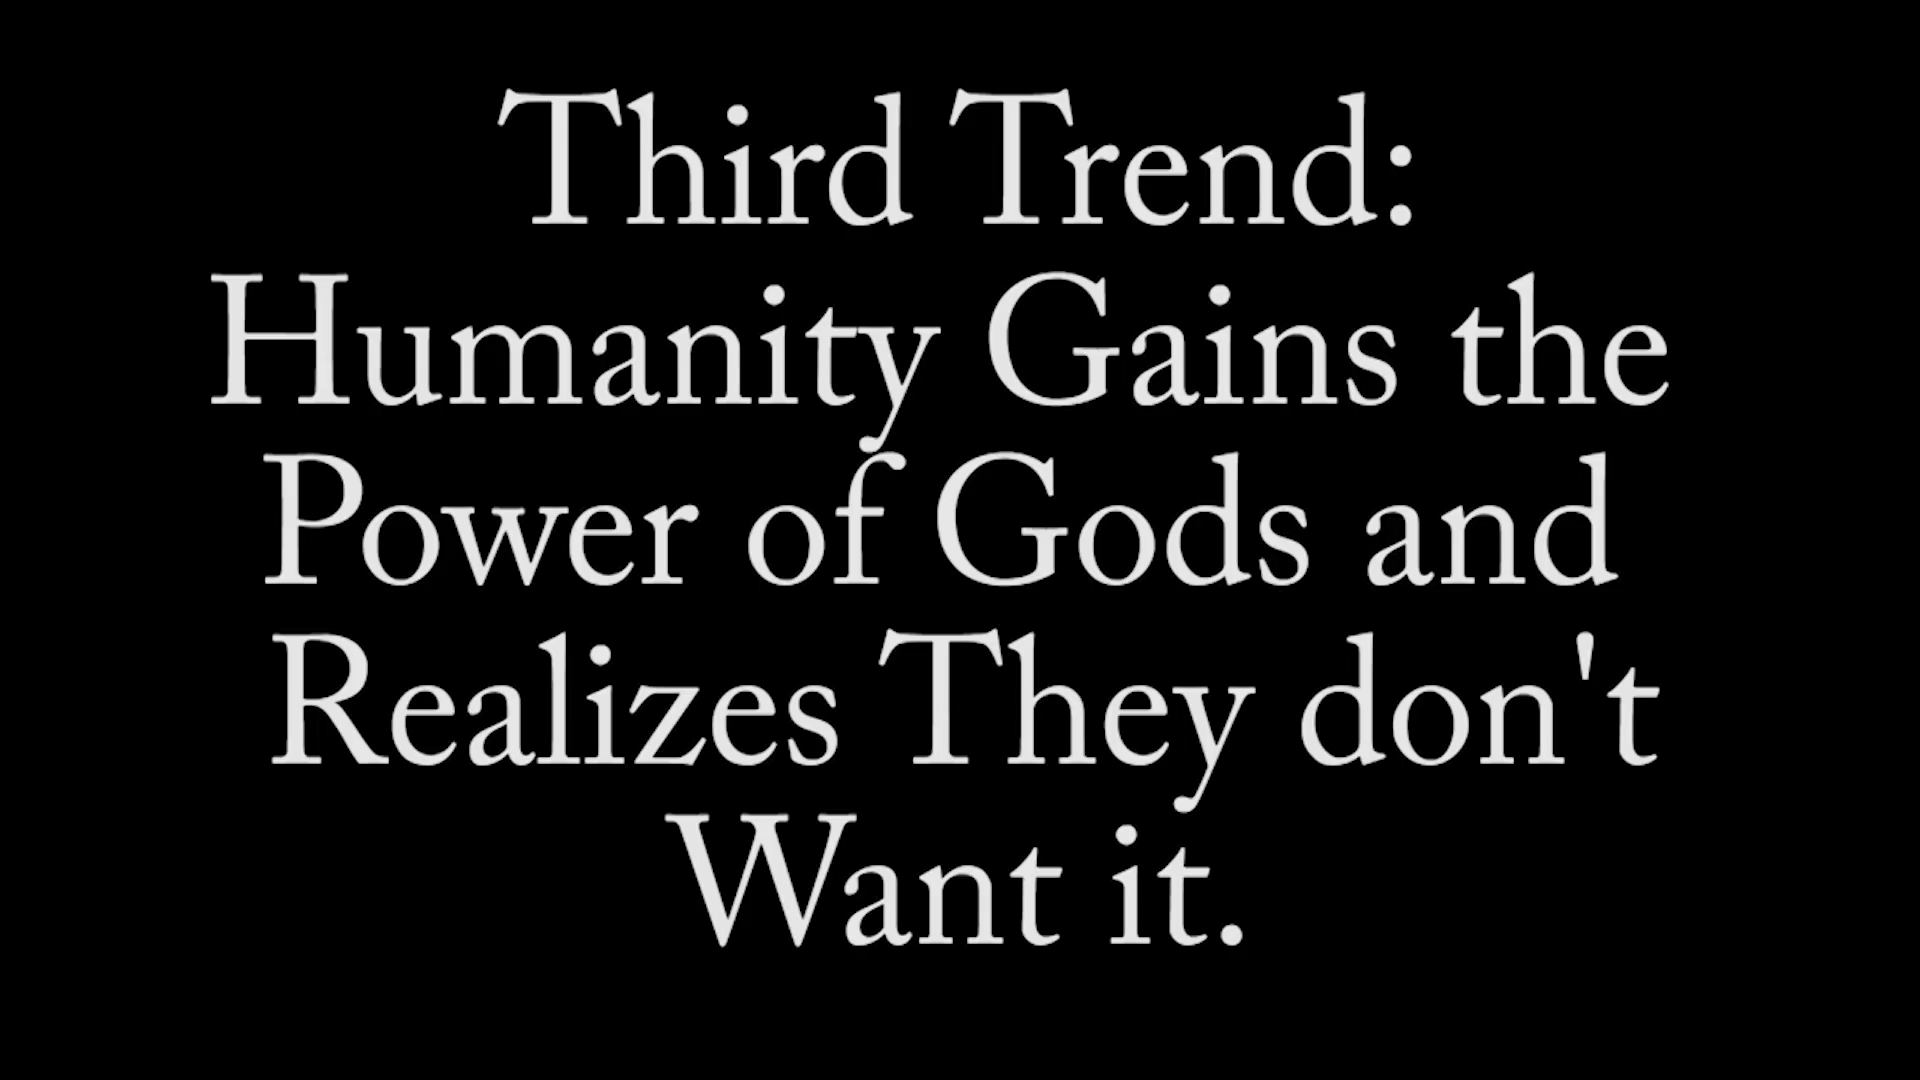 Third Trend:
Humanity Gains the
Power of Gods and
Realizes They don't
Want it.